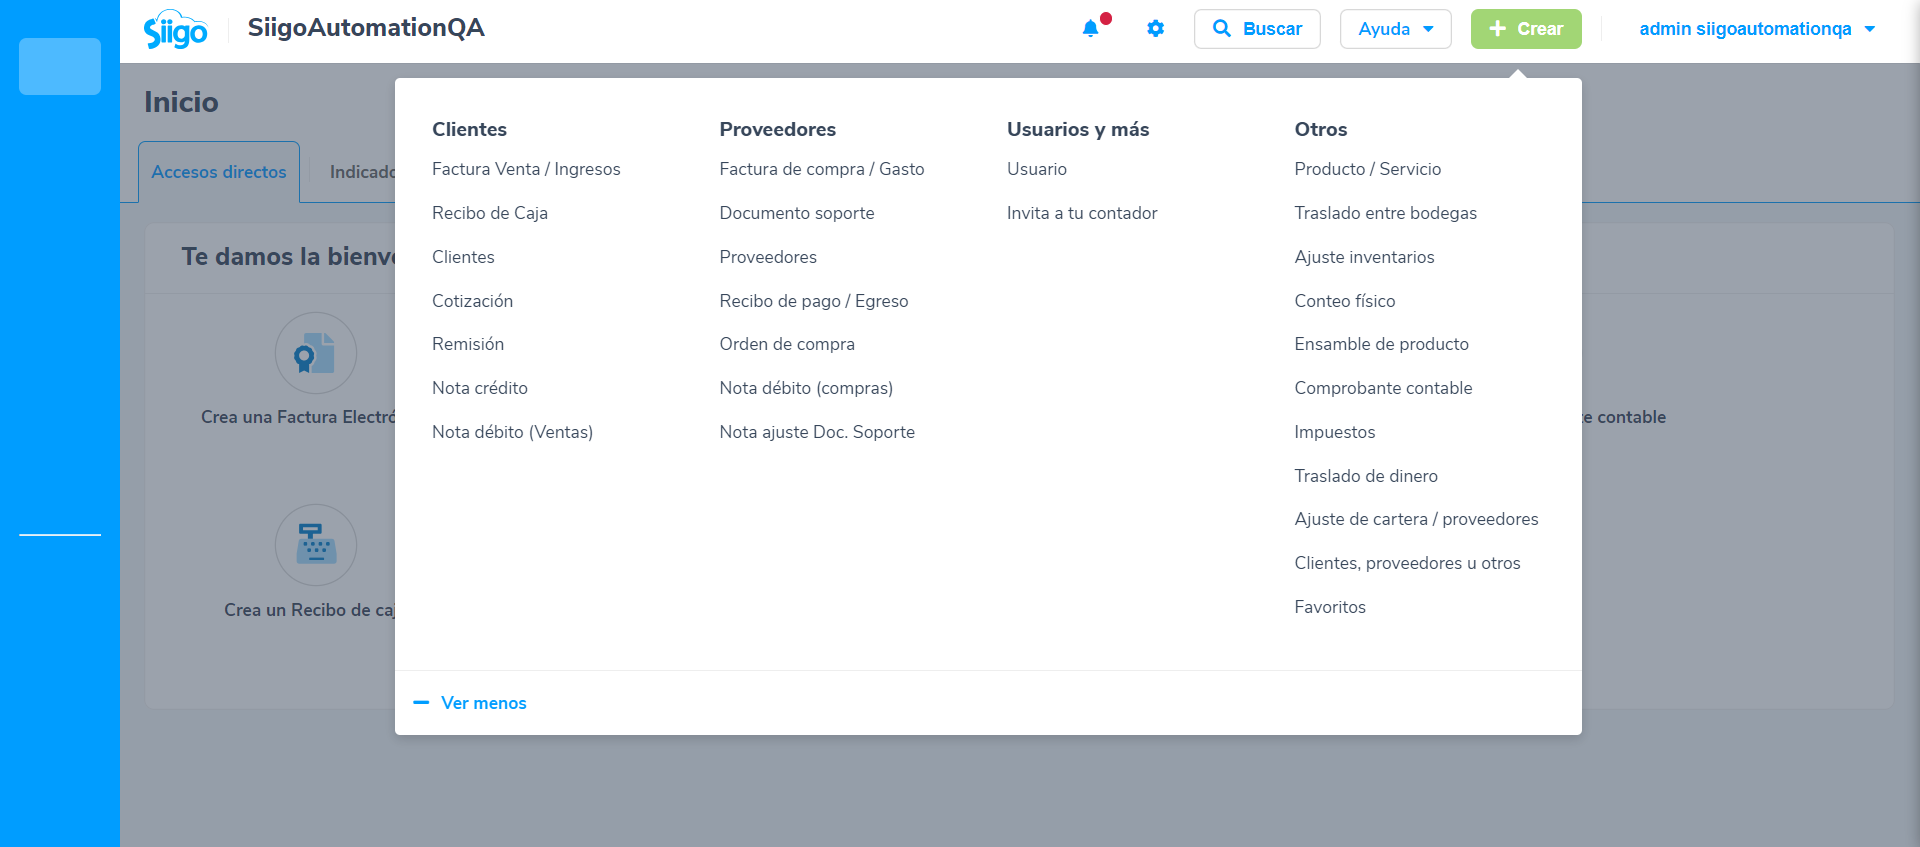 Siigo
SiigoAutomationQA
Buscar
Ayuda
Crear
admin siigoautomationqa
Inicio
Accesos directos
Indicado
Te damos la bienve
Crea una Factura Electró
Crea un Recibo de caj
te contable
Clientes
Factura Venta / Ingresos
Recibo de Caja
Clientes
Cotización
Remisión
Nota crédito
Nota débito (Ventas)
Proveedores
Factura de compra / Gasto
Documento soporte
Proveedores
Recibo de pago / Egreso
Orden de compra
Nota débito (compras)
Nota ajuste Doc. Soporte
Usuarios y más
Usuario
Invita a tu contador
Otros
Producto / Servicio
Traslado entre bodegas
Ajuste inventarios
Conteo físico
Ensamble de producto
Comprobante contable
Impuestos
Traslado de dinero
Ajuste de cartera / proveedores
Clientes, proveedores u otros
Favoritos
Ver menos